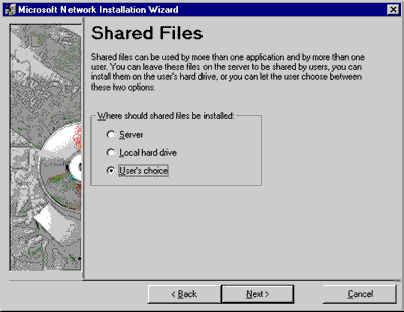 Microsoft Network Installation Wizard
Shared Files
Shared files can be used by more than one application and by more than one
user. You can leave these files on the server to be shared by users, you can
install them on the user's hard drive, or you can let the user choose between
these two options.
Where should shared files be installed:
Server
Local hard drive
User's choice
< Back
Next >
Cancel